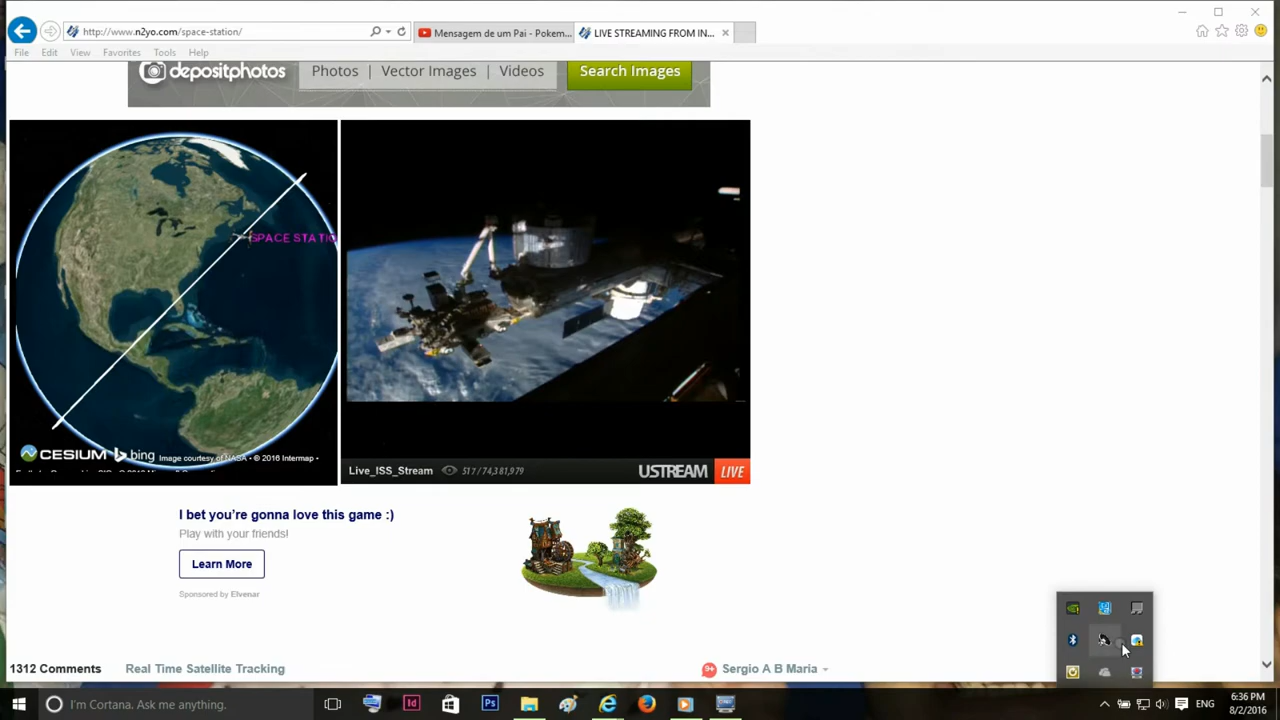 http://www.n2yo.com/space-station/
Mensagem de um Pai - Pokem...
LIVE STREAMING FROM IN...
File Edit View Favorites Tools Help
depositphotos Photos | Vector Images | Videos Search Images
SPACE STATIO
CESIUM bing Image courtesy of NASA • © 2016 Intermap •
Live_ISS_Stream 517 / 74,381,979 USTREAM LIVE
I bet you're gonna love this game :)
Play with your friends!
Learn More
Sponsored by Elvenar
1312 Comments Real Time Satellite Tracking 9+ Sergio A B Maria
I'm Cortana. Ask me anything.
Id
Ps
ENG
6:36 PM
8/2/2016